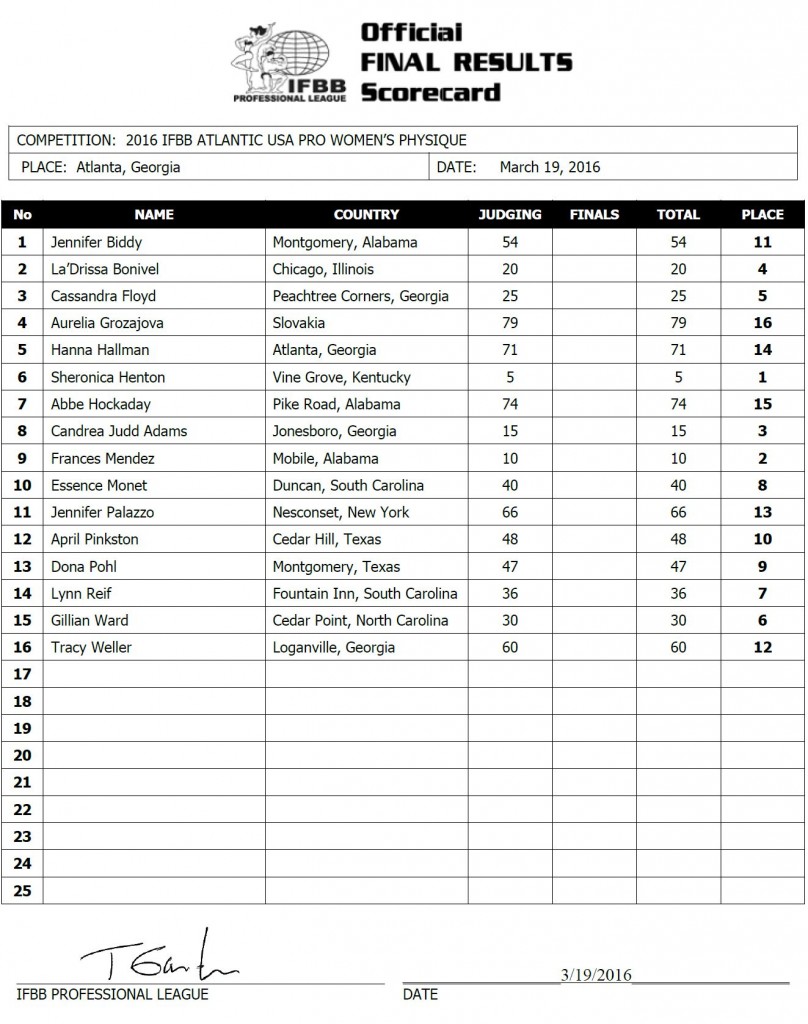 Official
FINAL RESULTS
Scorecard
IFBB
PROFESSIONAL LEAGUE
COMPETITION: 2016 IFBB ATLANTIC USA PRO WOMEN'S PHYSIQUE
PLACE: Atlanta, Georgia DATE: March 19, 2016
No NAME COUNTRY JUDGING FINALS TOTAL PLACE
1 Jennifer Biddy Montgomery, Alabama 54 54 11
2 La'Drissa Bonivel Chicago, Illinois 20 20 4
3 Cassandra Floyd Peachtree Corners, Georgia 25 25 5
4 Aurelia Grozajova Slovakia 79 79 16
5 Hanna Hallman Atlanta, Georgia 71 71 14
6 Sheronica Henton Vine Grove, Kentucky 5 5 1
7 Abbe Hockaday Pike Road, Alabama 74 74 15
8 Candrea Judd Adams Jonesboro, Georgia 15 15 3
9 Frances Mendez Mobile, Alabama 10 10 2
10 Essence Monet Duncan, South Carolina 40 40 8
11 Jennifer Palazzo Nesconset, New York 66 66 13
12 April Pinkston Cedar Hill, Texas 48 48 10
13 Dona Pohl Montgomery, Texas 47 47 9
14 Lynn Reif Fountain Inn, South Carolina 36 36 7
15 Gillian Ward Cedar Point, North Carolina 30 30 6
16 Tracy Weller Loganville, Georgia 60 60 12
17
18
19
20
21
22
23
24
25
3/19/2016
IFBB PROFESSIONAL LEAGUE DATE